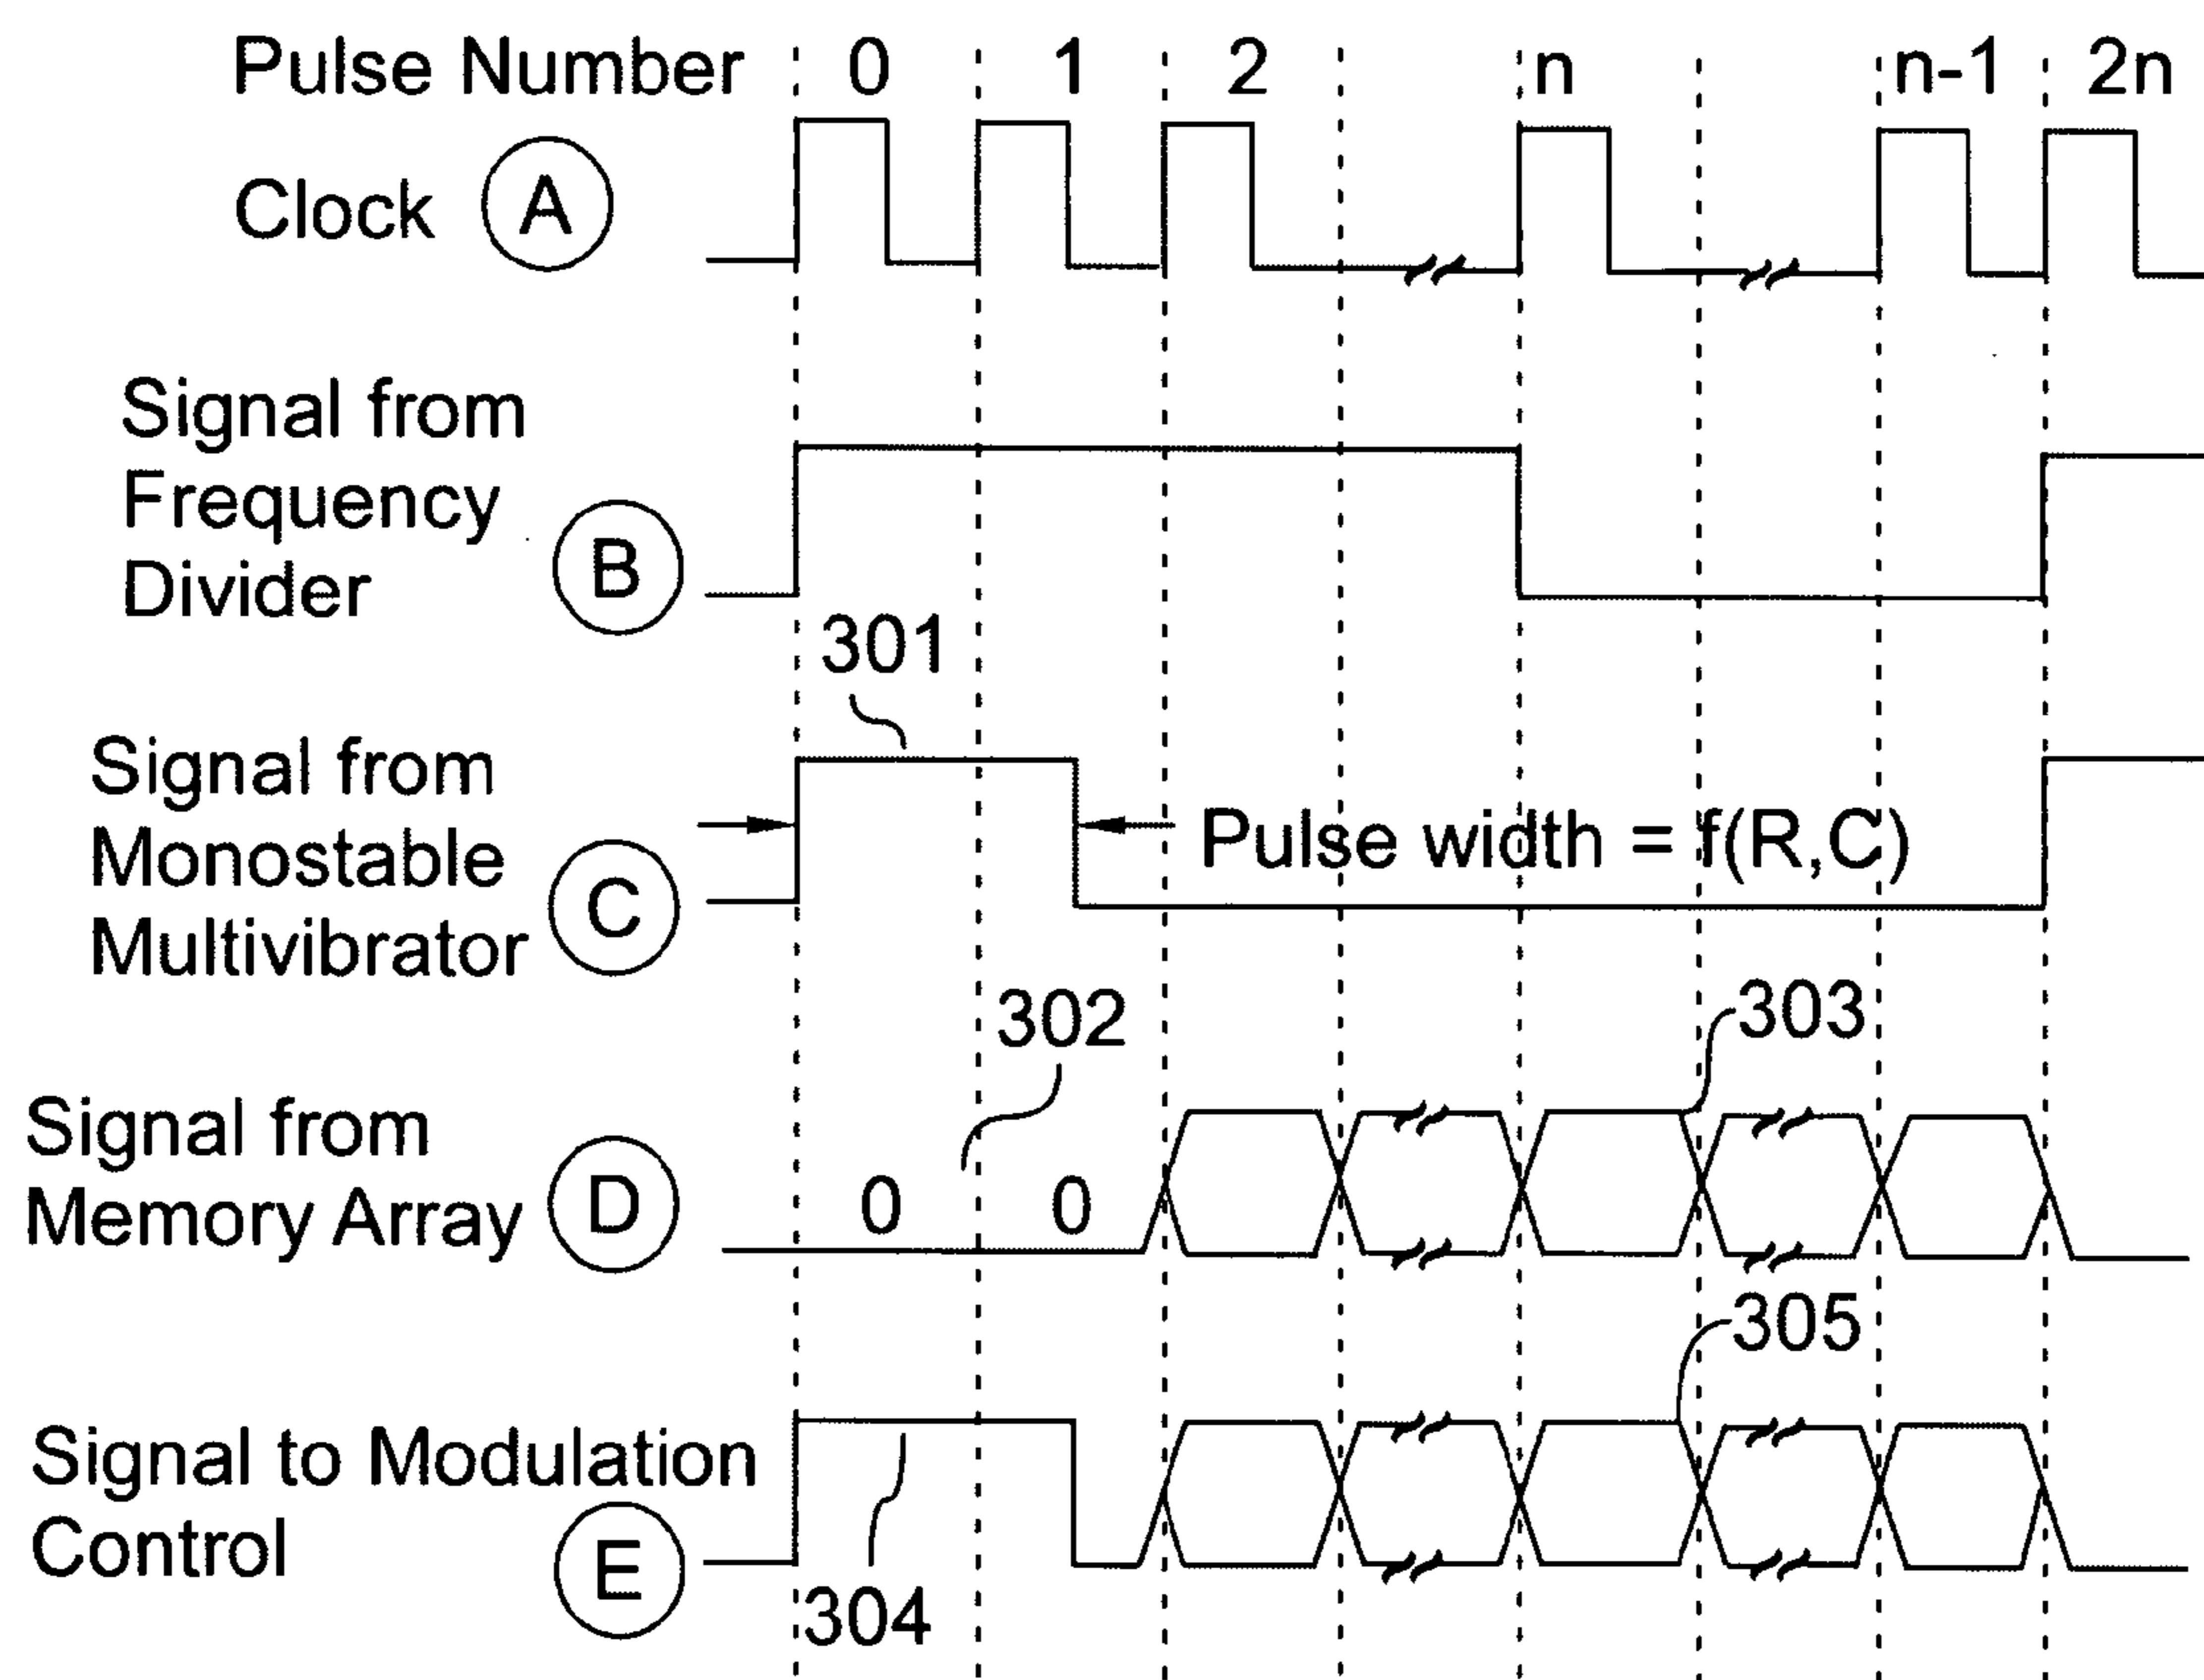 Pulse Number 0 1 2 n n-1 2n
Clock A
Signal from
Frequency
Divider B
301
Signal from
Monostable
Multivibrator C
Pulse width = f(R,C)
302
303
Signal from
Memory Array D
0 0
305
Signal to Modulation
Control E
304